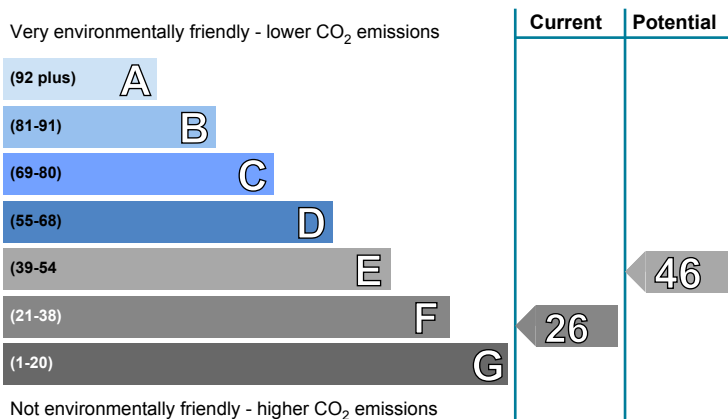 Current Potential
Very environmentally friendly - lower CO2 emissions
(92 plus) A
(81-91) B
(69-80) C
(55-68) D
(39-54 E
46
(21-38) F
26
(1-20) G
Not environmentally friendly - higher CO2 emissions